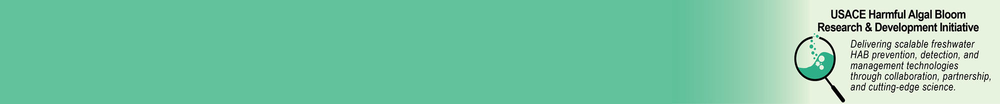 USACE Harmful Algal Bloom
Research & Development Initiative
Delivering scalable freshwater
HAB prevention, detection, and
management technologies
through collaboration, partnership,
and cutting-edge science.